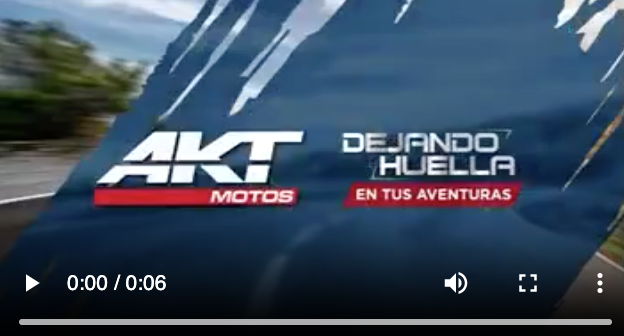 AKT
MOTOS
DEJANDO
HUELLA
EN TUS AVENTURAS
0:00 / 0:06